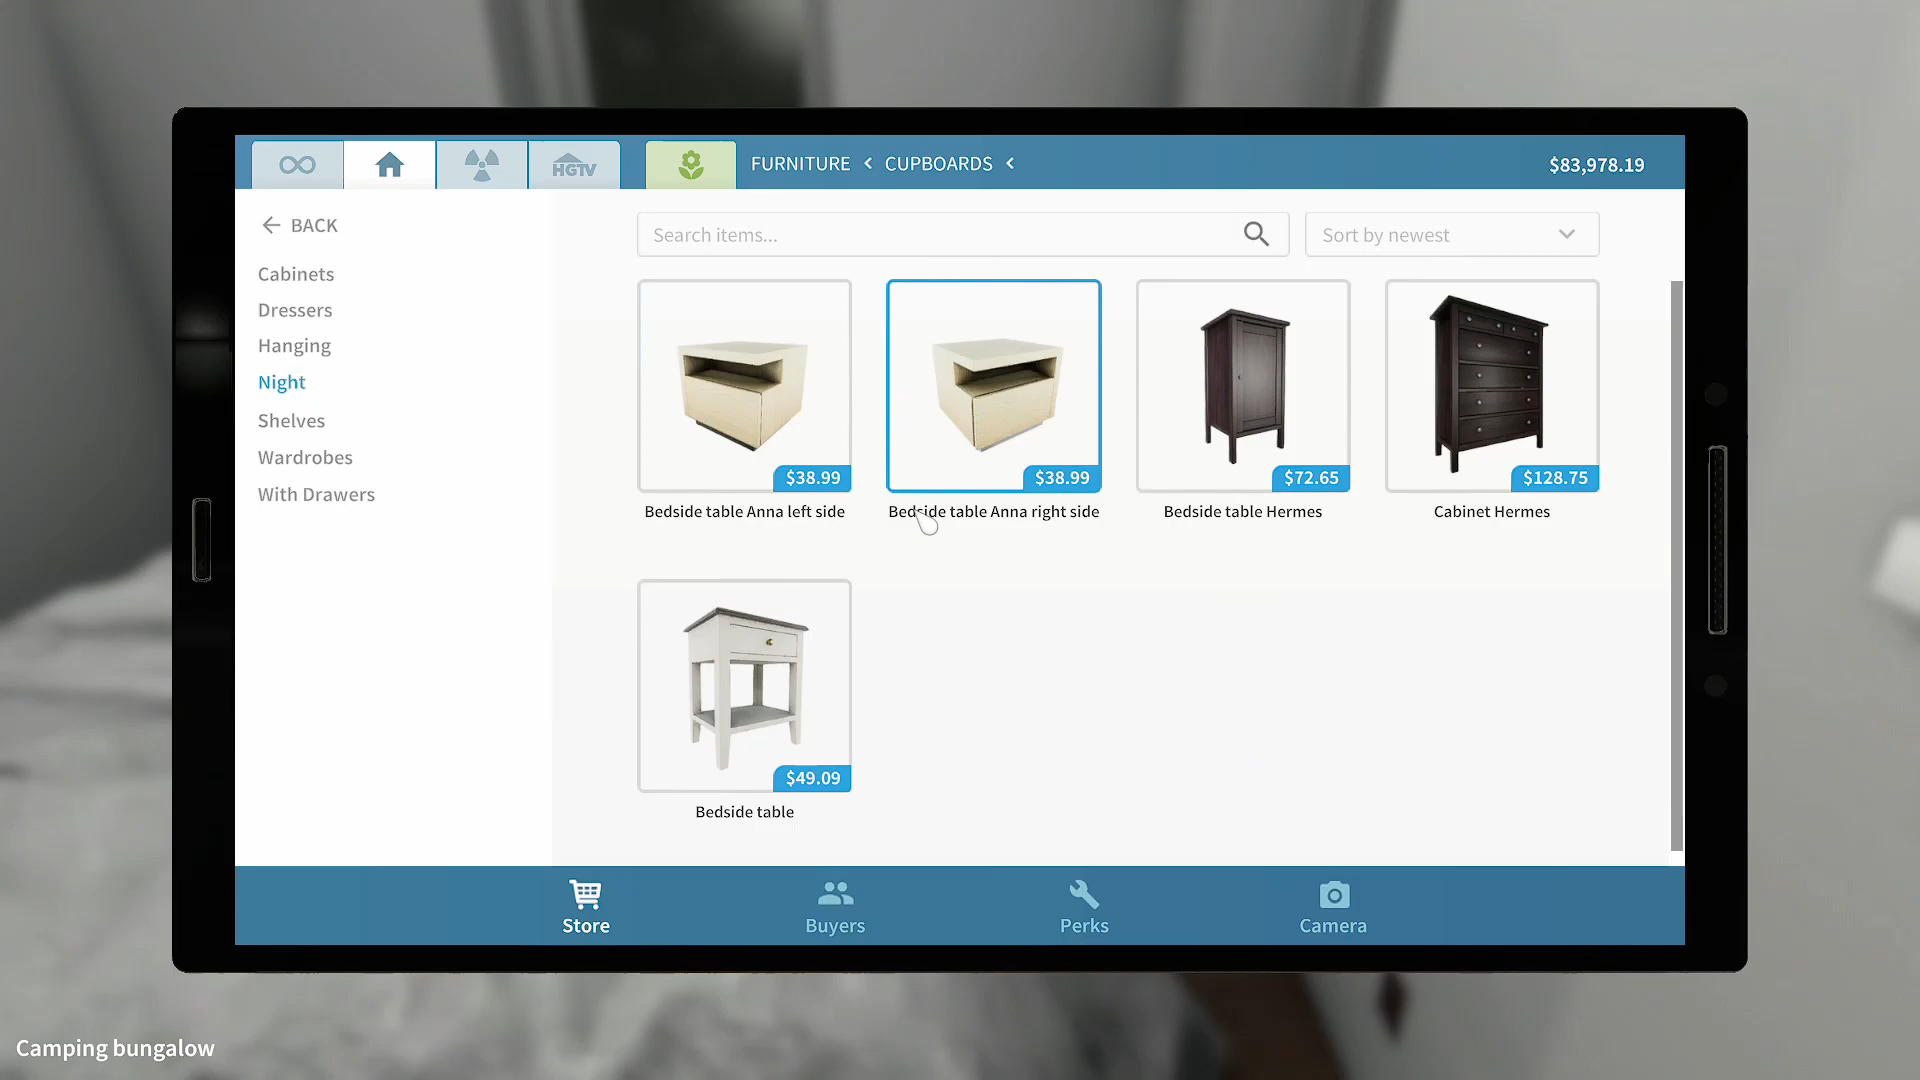 HGTV
FURNITURE < CUPBOARDS <
$83,978.19
BACK
Cabinets
Dressers
Hanging
Night
Shelves
Wardrobes
With Drawers
Search items...
Sort by newest
$38.99
$38.99
$72.65
$128.75
Bedside table Anna left side
Bedside table Anna right side
Bedside table Hermes
Cabinet Hermes
$49.09
Bedside table
Store
Buyers
Perks
Camera
Camping bungalow